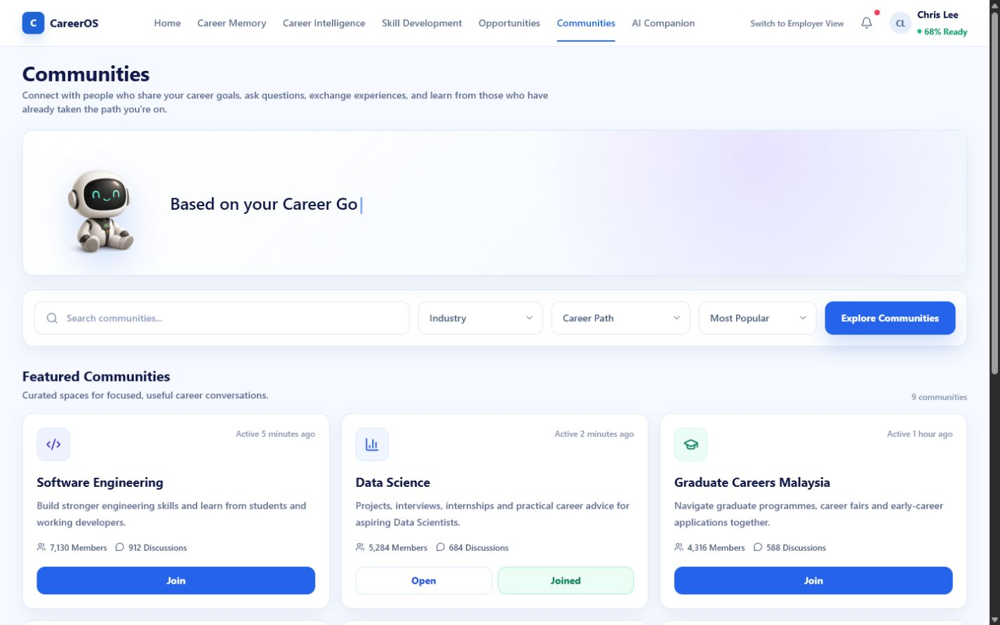 C CareerOS Home Career Memory Career Intelligence Skill Development Opportunities Communities AI Companion Switch to Employer View CL Chris Lee
68% Ready
Communities
Connect with people who share your career goals, ask questions, exchange experiences, and learn from those who have
already taken the path you're on.
Based on your Career Go
Search communities... Industry Career Path Most Popular Explore Communities
Featured Communities
Curated spaces for focused, useful career conversations.
9 communities
Active 5 minutes ago
Software Engineering
Build stronger engineering skills and learn from students and
working developers.
7,130 Members 912 Discussions
Join
Active 2 minutes ago
Data Science
Projects, interviews, internships and practical career advice for
aspiring Data Scientists.
5,284 Members 684 Discussions
Open Joined
Active 1 hour ago
Graduate Careers Malaysia
Navigate graduate programmes, career fairs and early-career
applications together.
4,316 Members 588 Discussions
Join